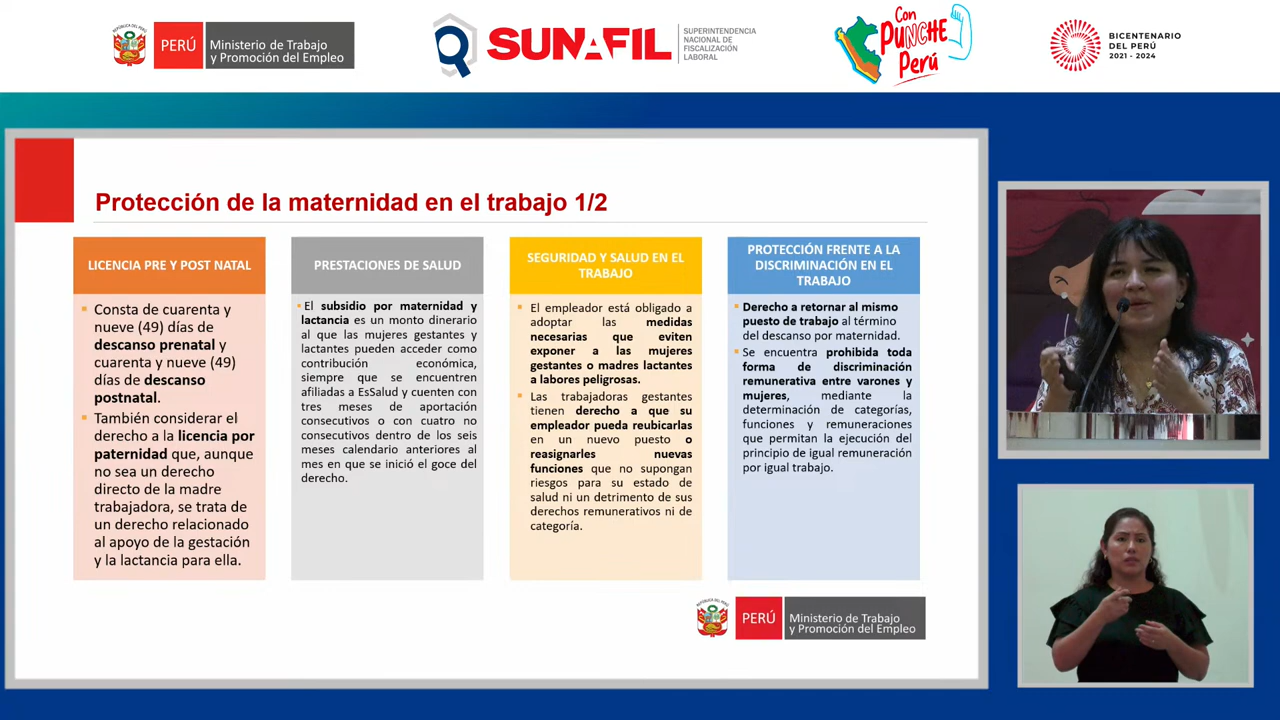 PERÚ
Ministerio de Trabajo
y Promoción del Empleo
SUNAFIL
SUPERINTENDENCIA
NACIONAL DE
FISCALIZACIÓN
LABORAL
Con
PUNCHE
Perú
BICENTENARIO
DEL PERÚ
2021 - 2024
Protección de la maternidad en el trabajo 1/2
LICENCIA PRE Y POST NATAL
Consta de cuarenta y
nueve (49) días de
descanso prenatal y
cuarenta y nueve (49)
días de descanso
postnatal.
También considerar el
derecho a la licencia por
paternidad que, aunque
no sea un derecho
directo de la madre
trabajadora, se trata de
un derecho relacionado
al apoyo de la gestación
y la lactancia para ella.
PRESTACIONES DE SALUD
El subsidio por maternidad y
lactancia es un monto dinerario
al que las mujeres gestantes y
lactantes pueden acceder como
contribución económica,
siempre que se encuentren
afiliadas a EsSalud y cuenten con
tres meses de aportación
consecutivos o con cuatro no
consecutivos dentro de los seis
meses calendario anteriores al
mes en que se inició el goce del
derecho.
SEGURIDAD Y SALUD EN EL
TRABAJO
El empleador está obligado a
adoptar las medidas
necesarias que eviten
exponer a las mujeres
gestantes o madres lactantes
a labores peligrosas.
Las trabajadoras gestantes
tienen derecho a que su
empleador pueda reubicarlas
en un nuevo puesto o
reasignarles nuevas
funciones que no supongan
riesgos para su estado de
salud ni un detrimento de sus
derechos remunerativos ni de
categoría.
PROTECCIÓN FRENTE A LA
DISCRIMINACIÓN EN EL
TRABAJO
Derecho a retornar al mismo
puesto de trabajo al término
del descanso por maternidad.
Se encuentra prohibida toda
forma de discriminación
remunerativa entre varones y
mujeres, mediante la
determinación de categorías,
funciones y remuneraciones
que permitan la ejecución del
principio de igual remuneración
por igual trabajo.
PERÚ
Ministerio de Trabajo
y Promoción del Empleo